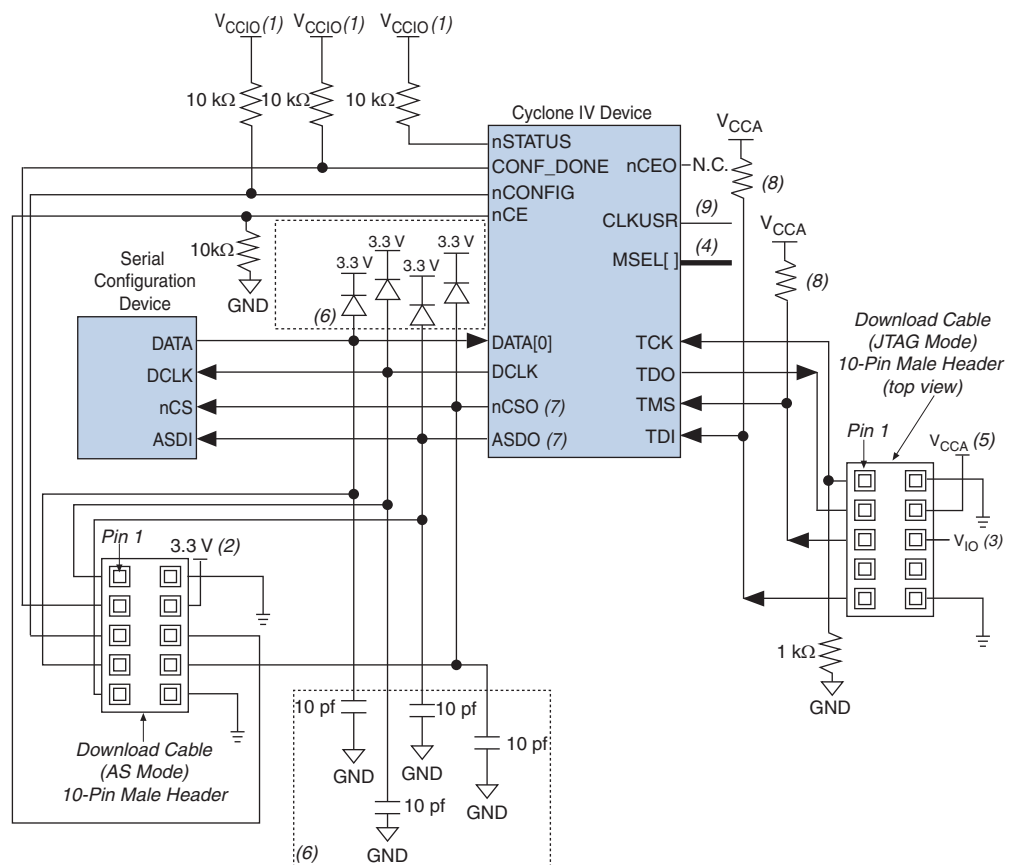 VCCIO(1) VCCIO(1) VCCIO(1)
10 kΩ 10 kΩ 10 kΩ
Cyclone IV Device
nSTATUS
CONF_DONE
nCONFIG
nCE
nCEO
N.C.
CLKUSR
(9)
MSEL[ ]
(4)
VCCA
(8)
VCCA
(8)
10kΩ
GND
3.3 V
3.3 V
3.3 V
3.3 V
(6)
Serial
Configuration
Device
DATA
DCLK
nCS
ASDI
DATA[0]
DCLK
nCSO (7)
ASDO (7)
TCK
TDO
TMS
TDI
Download Cable
(JTAG Mode)
10-Pin Male Header
(top view)
Pin 1
VCCA (5)
VIO (3)
1 kΩ
GND
Pin 1
3.3 V (2)
Download Cable
(AS Mode)
10-Pin Male Header
10 pf
GND
10 pf
GND
10 pf
GND
10 pf
GND
(6)